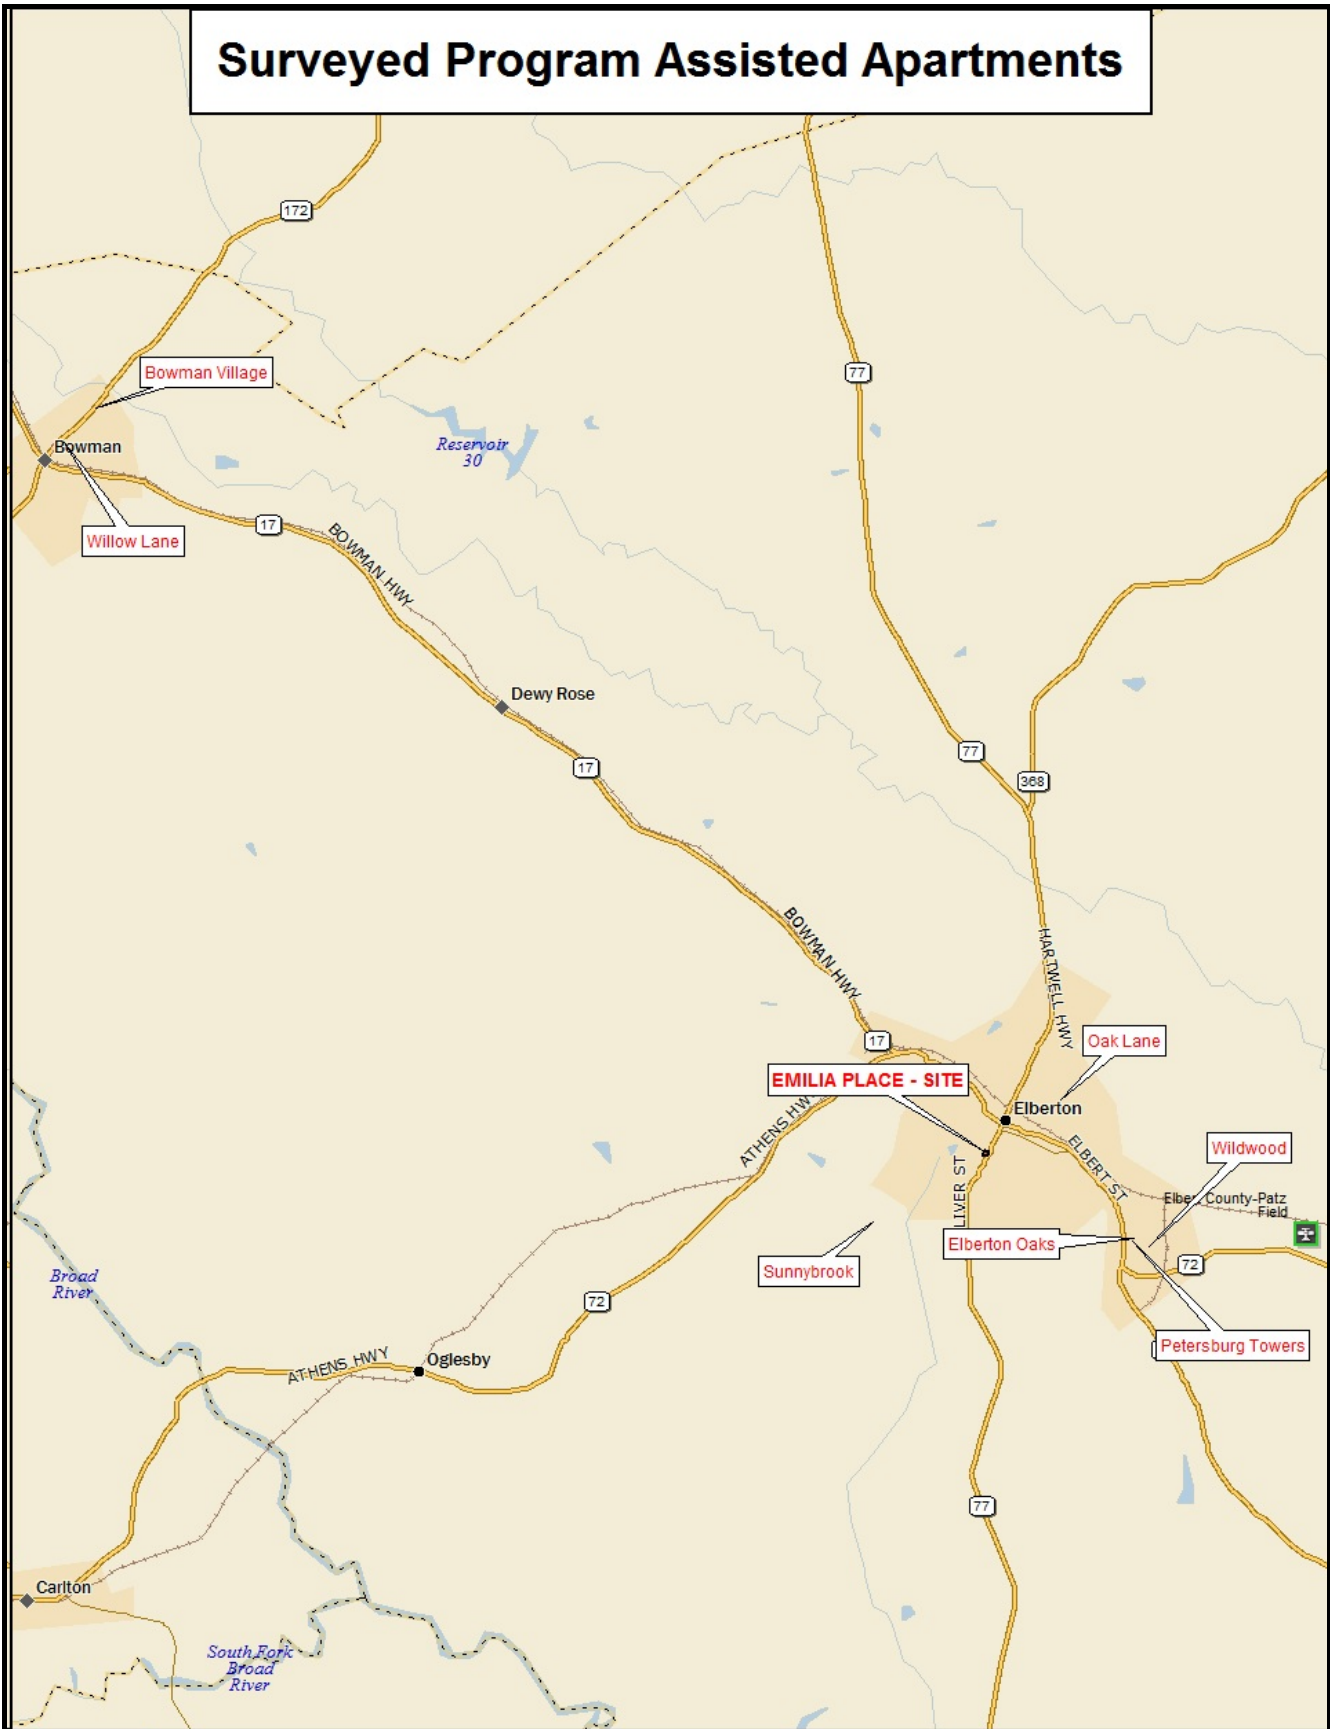 Surveyed Program Assisted Apartments
172
Bowman Village
77
Bowman
Reservoir
30
Willow Lane
17
BOWMAN HWY
Dewy Rose
77
17
368
BOWMAN HWY
HARTWELL HWY
17
Oak Lane
EMILIA PLACE - SITE
Elberton
ATHENS HWY
ELBERT ST
Wildwood
LIVER ST
County-Patz
Field
Elberton Oaks
Sunnybrook
72
Broad
River
72
Petersburg Towers
ATHENS HWY
Oglesby
77
Carlton
South Fork
Broad
River